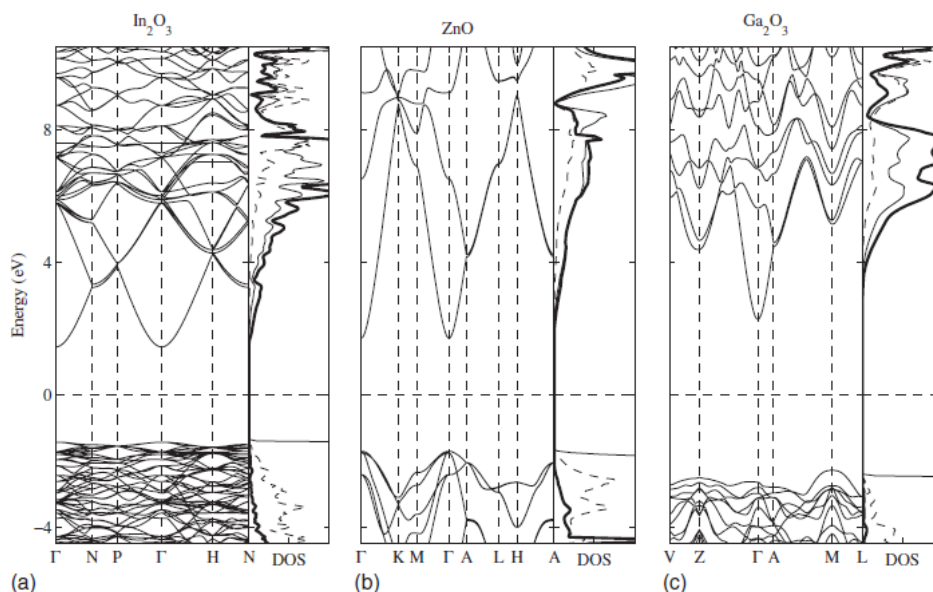 In₂O₃ ZnO Ga₂O₃
Energy (eV)
8
4
0
−4
Γ N P Γ H N DOS
Γ K M Γ A L H A DOS
V Z Γ A M L DOS
(a) (b) (c)